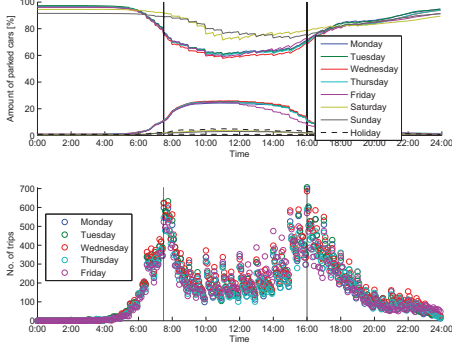 Amount of parked cars [%]
100
80
60
40
20
0
Monday
Tuesday
Wednesday
Thursday
Friday
Saturday
Sunday
Holiday
0:00 2:00 4:00 6:00 8:00 10:00 12:00 14:00 16:00 18:00 20:00 22:00 24:00
Time
No. of trips
700
600
500
400
300
200
100
0
Monday
Tuesday
Wednesday
Thursday
Friday
0:00 2:00 4:00 6:00 8:00 10:00 12:00 14:00 16:00 18:00 20:00 22:00 24:00
Time